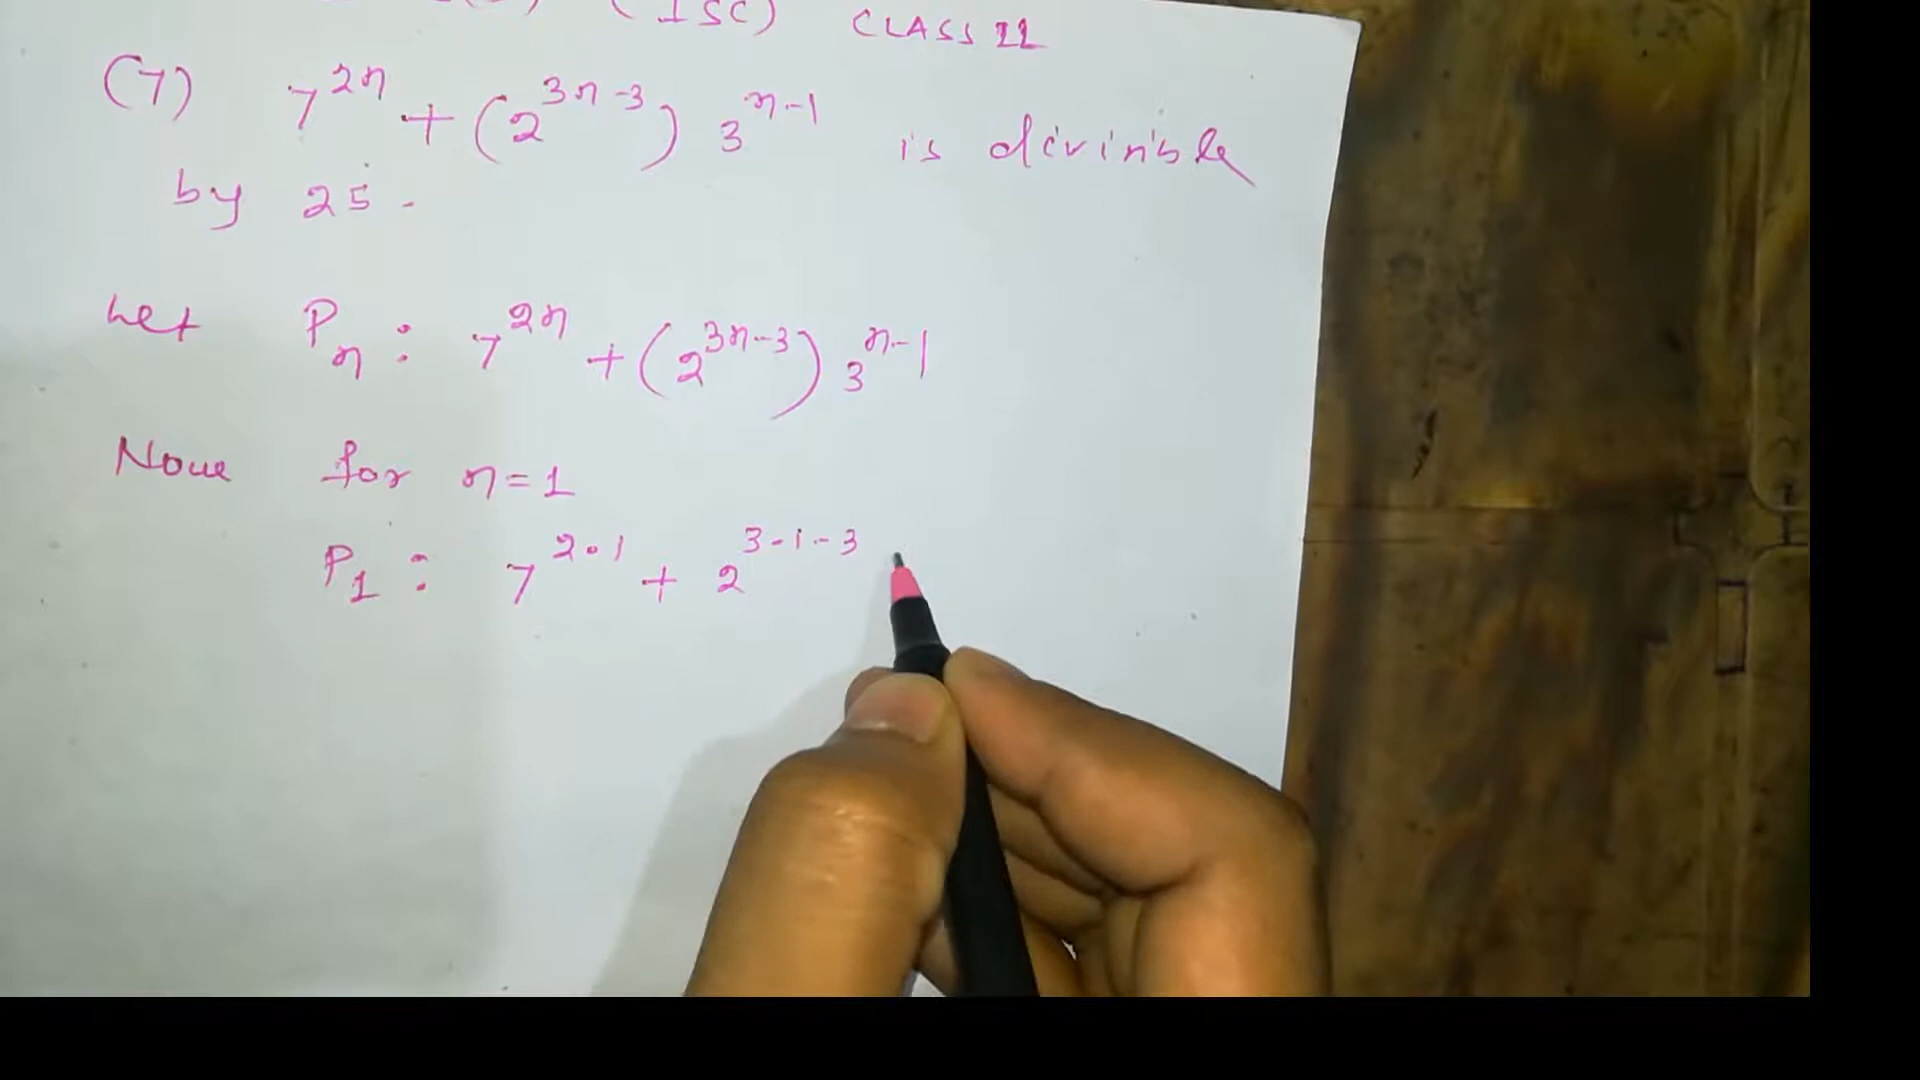 (ISC) CLASS 11
(7) 7^{2n} + (2^{3n-3}) 3^{n-1} is divisible
by 25.
Let P_n : 7^{2n} + (2^{3n-3}) 3^{n-1}
Now for n=1
P_1 : 7^{2·1} + 2^{3·1-3}